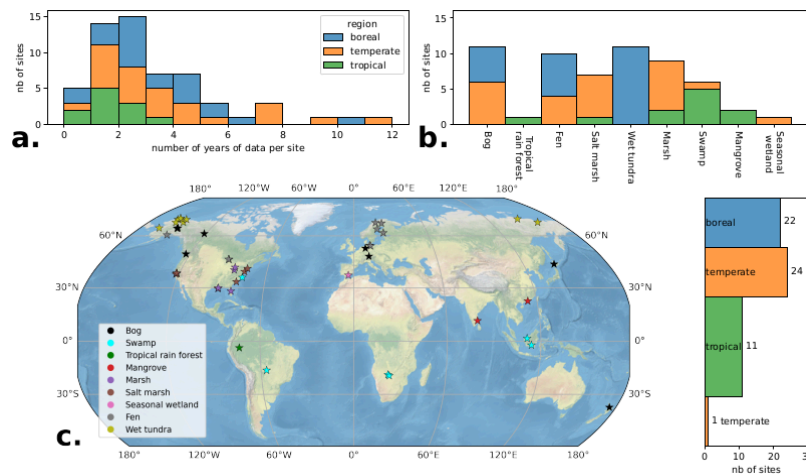 15
10
5
0
nb of sites
region
boreal
temperate
tropical
0
2
4
6
8
10
12
number of years of data per site
a.
15
10
5
0
nb of sites
Bog
Tropical
rain forest
Fen
Salt marsh
Wet tundra
Marsh
Swamp
Mangrove
Seasonal
wetland
b.
180°
120°W
60°W
0°
60°E
120°E
180°
60°N
60°N
30°N
30°N
0°
0°
30°S
30°S
Bog
Swamp
Tropical rain forest
Mangrove
Marsh
Salt marsh
Seasonal wetland
Fen
Wet tundra
c.
180°
120°W
60°W
0°
60°E
120°E
180°
boreal
22
temperate
24
tropical
11
1 temperate
0
10
20
30
nb of sites